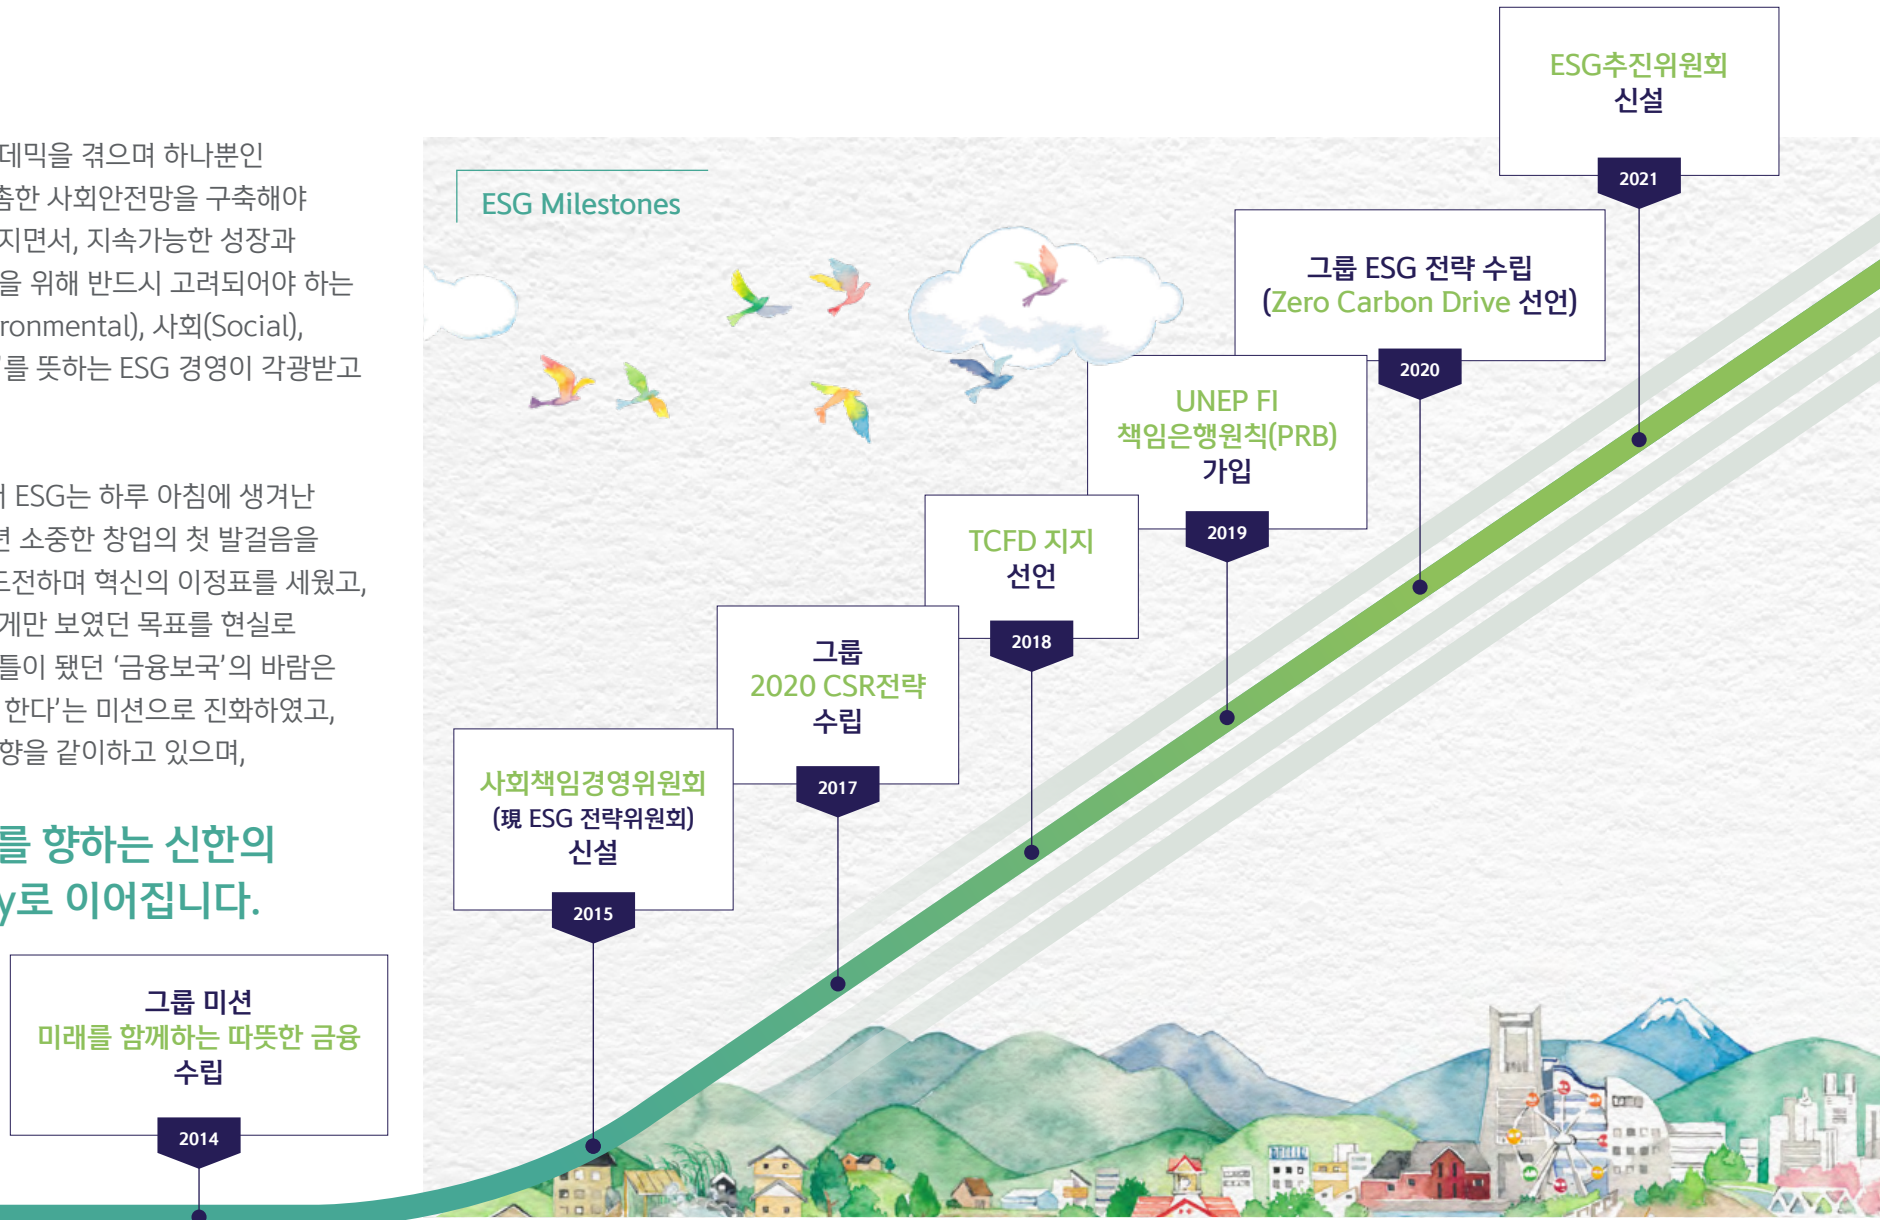 데믹을 겪으며 하나뿐인
촘한 사회안전망을 구축해야
지면서, 지속가능한 성장과
을 위해 반드시 고려되어야 하는
ronmental), 사회(Social),
'를 뜻하는 ESG 경영이 각광받고
ESG는 하루 아침에 생겨난
년 소중한 창업의 첫 발걸음을
도전하며 혁신의 이정표를 세웠고,
게만 보였던 목표를 현실로
틀이 됐던 ‘금융보국’의 바람은
한다’는 미션으로 진화하였고,
향을 같이하고 있으며,
를 향하는 신한의
y로 이어집니다.
그룹 미션
미래를 함께하는 따뜻한 금융
수립
2014
ESG Milestones
사회책임경영위원회
(現 ESG 전략위원회)
신설
2015
그룹
2020 CSR전략
수립
2017
TCFD 지지
선언
2018
UNEP FI
책임은행원칙(PRB)
가입
2019
그룹 ESG 전략 수립
(Zero Carbon Drive 선언)
2020
ESG추진위원회
신설
2021